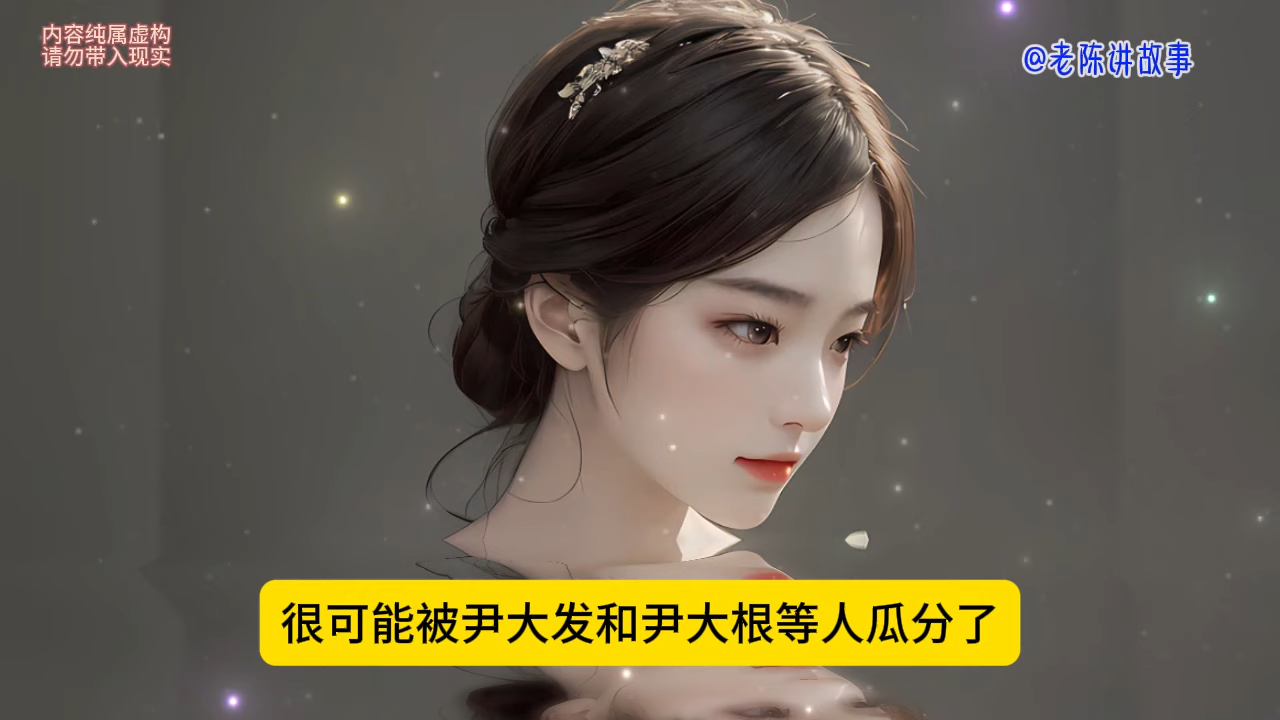 内容纯属虚构
请勿带入现实
@老陈讲故事
很可能被尹大发和尹大根等人瓜分了